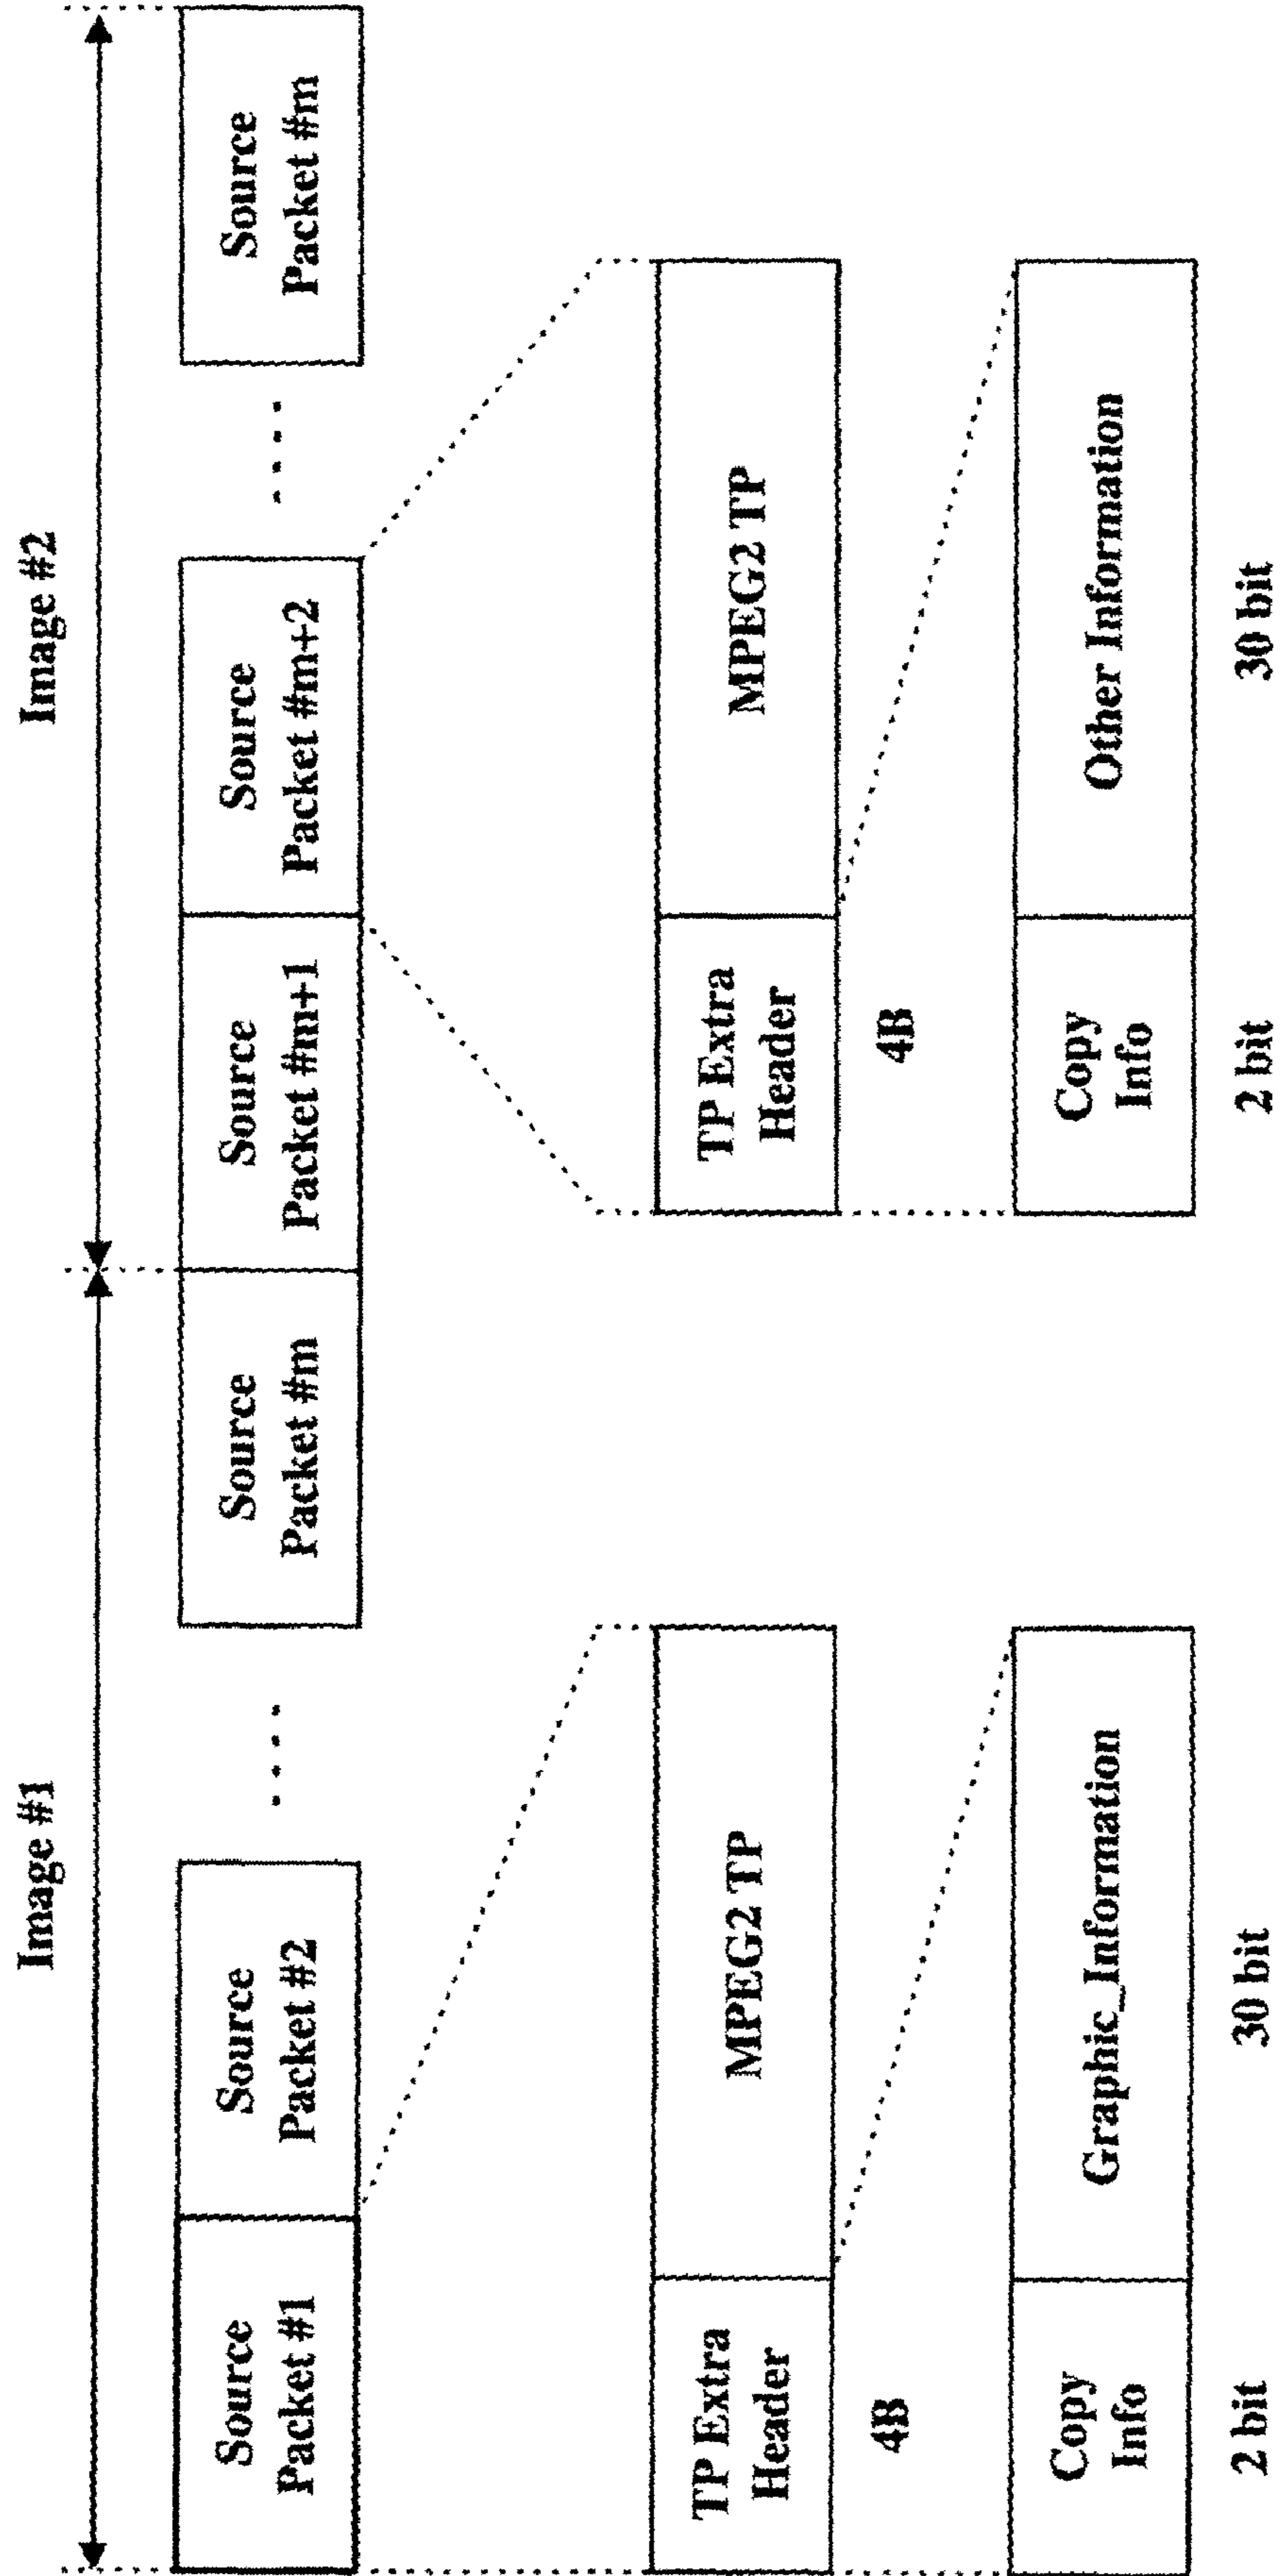 Image #1
Image #2
Source
Packet #1
Source
Packet #2
Source
Packet #m
Source
Packet #m+1
Source
Packet #m+2
Source
Packet #m
TP Extra
Header
MPEG2 TP
TP Extra
Header
MPEG2 TP
4B
4B
Copy
Info
Graphic_Information
Copy
Info
Other Information
2 bit
30 bit
2 bit
30 bit